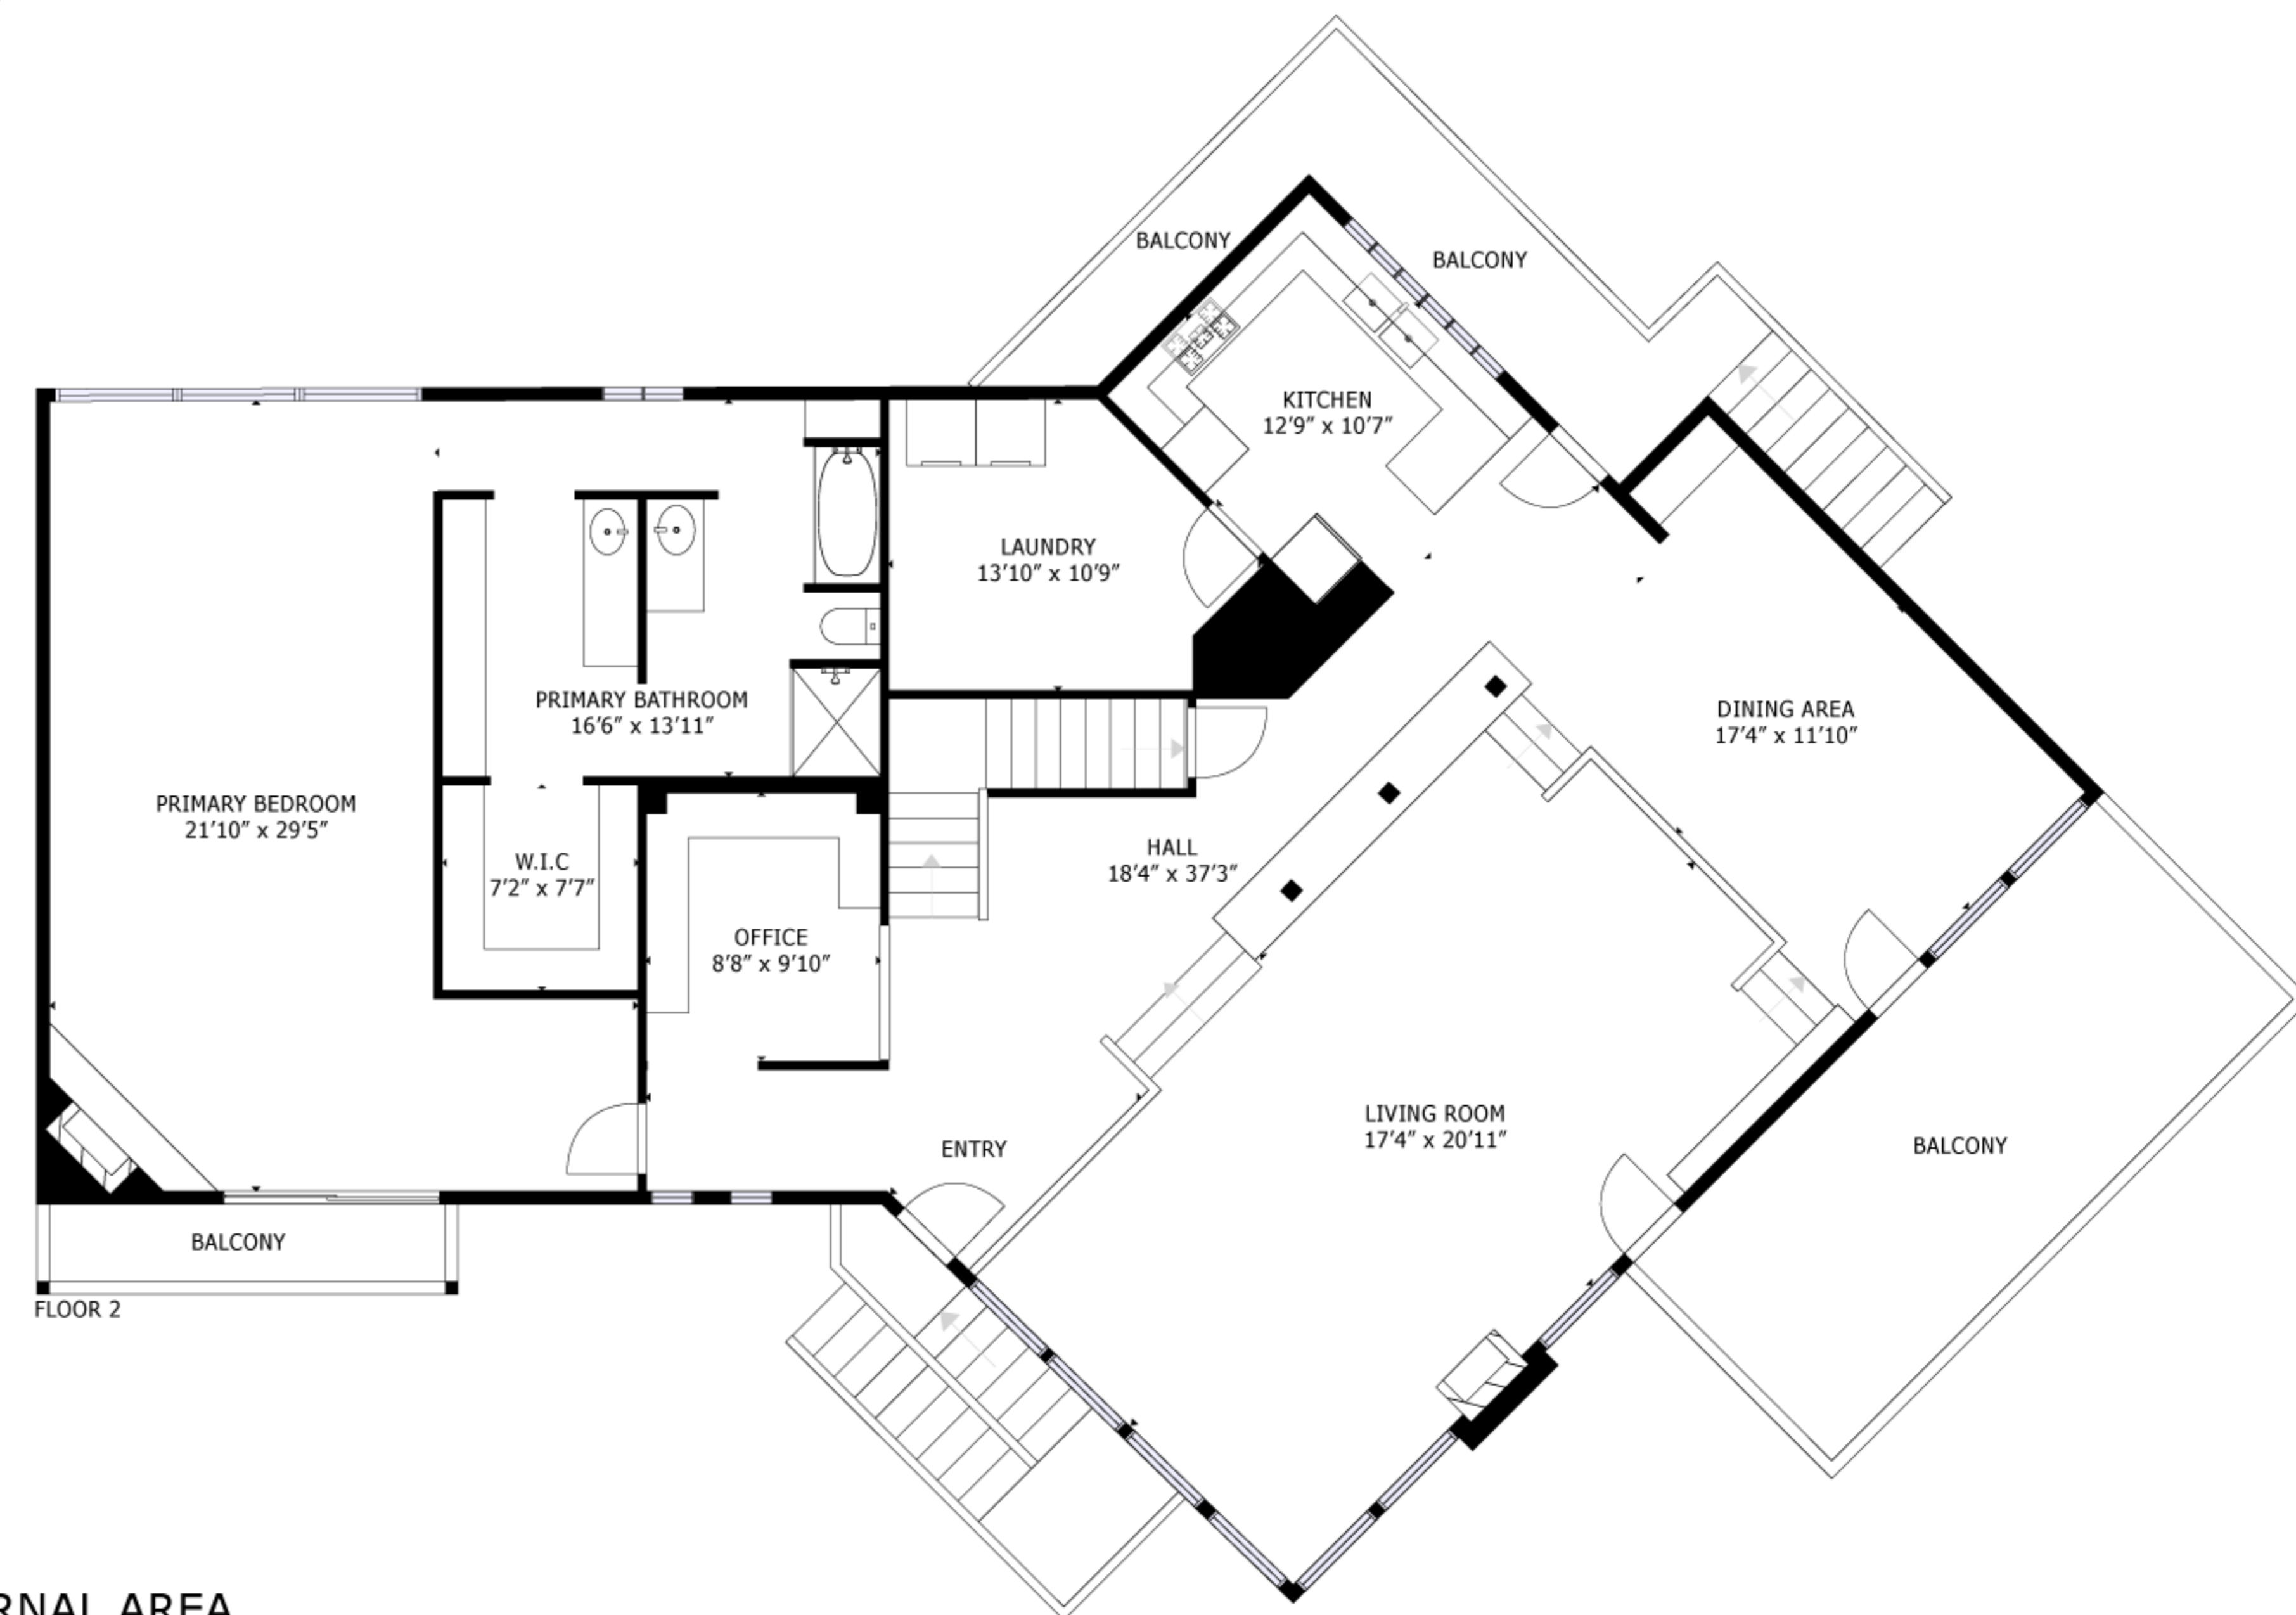 BALCONY
BALCONY
KITCHEN
12'9" x 10'7"
LAUNDRY
13'10" x 10'9"
PRIMARY BATHROOM
16'6" x 13'11"
DINING AREA
17'4" x 11'10"
PRIMARY BEDROOM
21'10" x 29'5"
HALL
18'4" x 37'3"
W.I.C
7'2" x 7'7"
OFFICE
8'8" x 9'10"
LIVING ROOM
17'4" x 20'11"
ENTRY
BALCONY
BALCONY
FLOOR 2
AREA